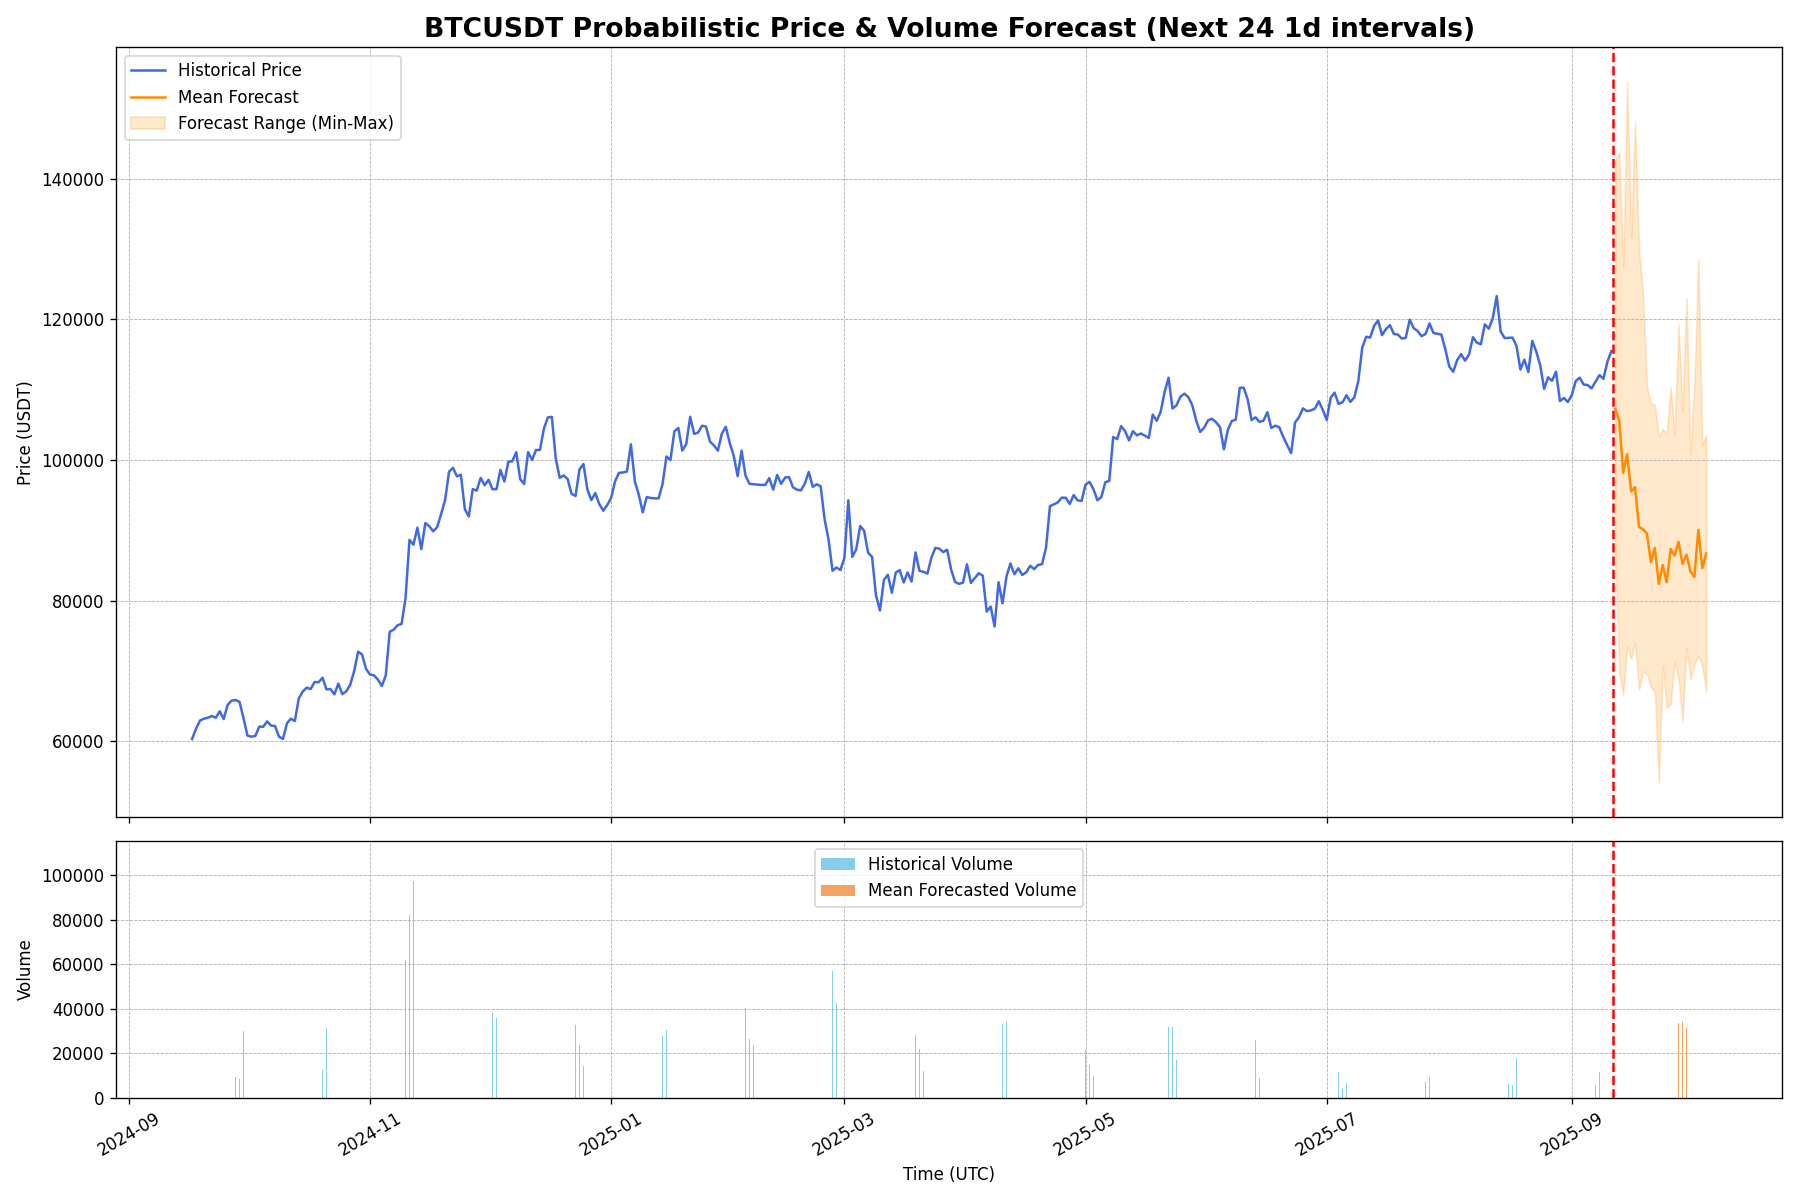 BTCUSDT Probabilistic Price & Volume Forecast (Next 24 1d intervals)
Historical Price
Mean Forecast
Forecast Range (Min-Max)
Price (USDT)
140000
120000
100000
80000
60000
Historical Volume
Mean Forecasted Volume
Volume
100000
80000
60000
40000
20000
0
2024-09
2024-11
2025-01
2025-03
2025-05
2025-07
2025-09
Time (UTC)